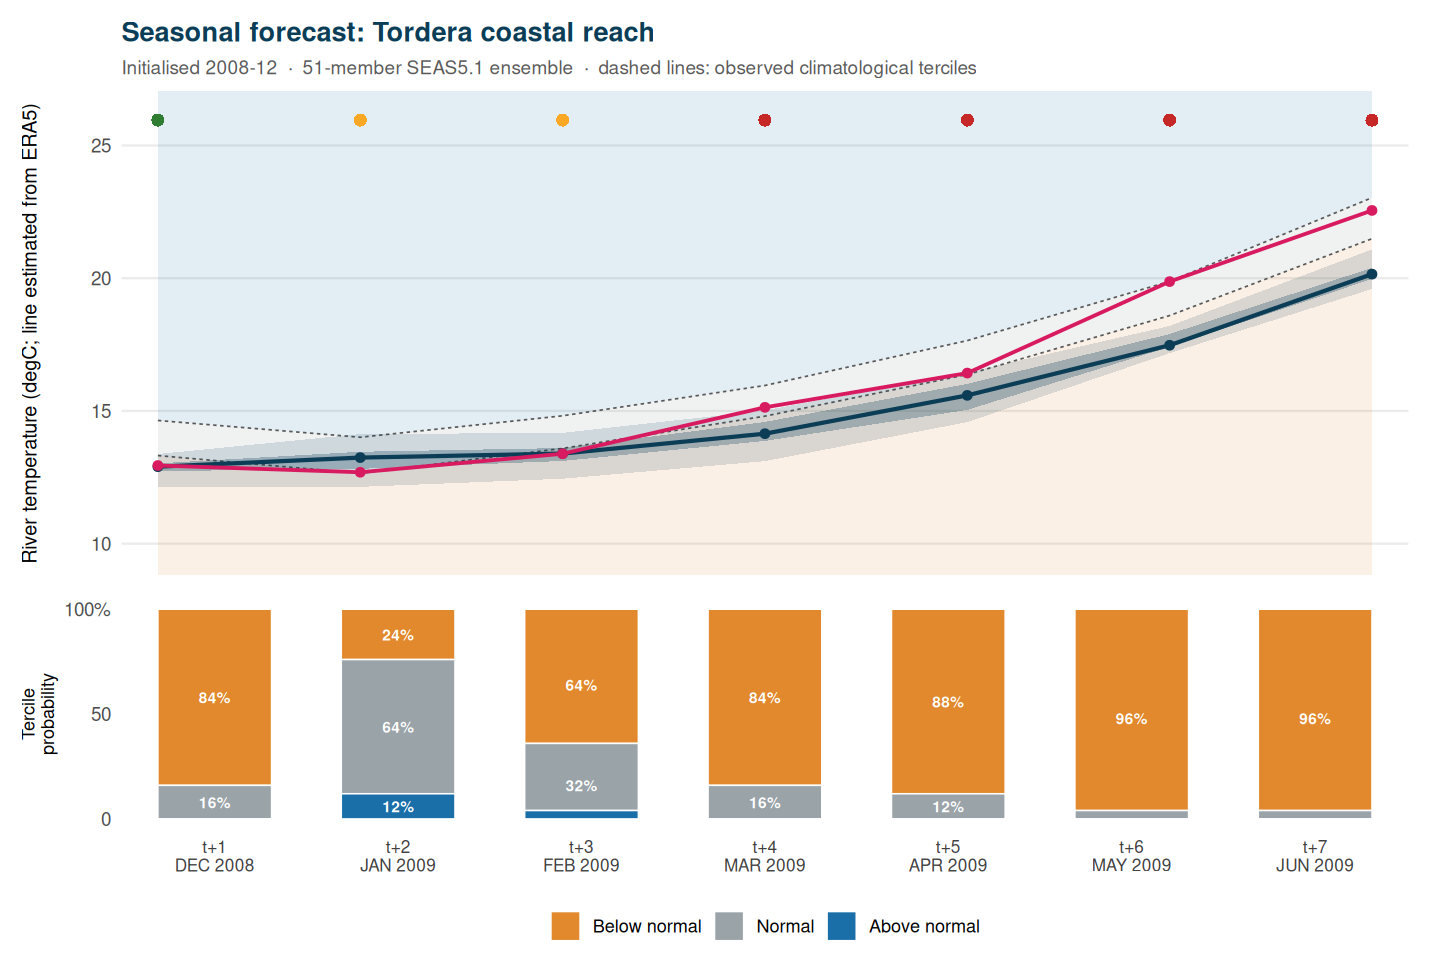 Seasonal forecast: Tordera coastal reach
Initialised 2008-12 · 51-member SEAS5.1 ensemble · dashed lines: observed climatological terciles
River temperature (degC; line estimated from ERA5)
25
20
15
10
Tercile
probability
100%
50
0
84%
16%
24%
64%
12%
64%
32%
84%
16%
88%
12%
96%
96%
t+1
DEC 2008
t+2
JAN 2009
t+3
FEB 2009
t+4
MAR 2009
t+5
APR 2009
t+6
MAY 2009
t+7
JUN 2009
Below normal
Normal
Above normal